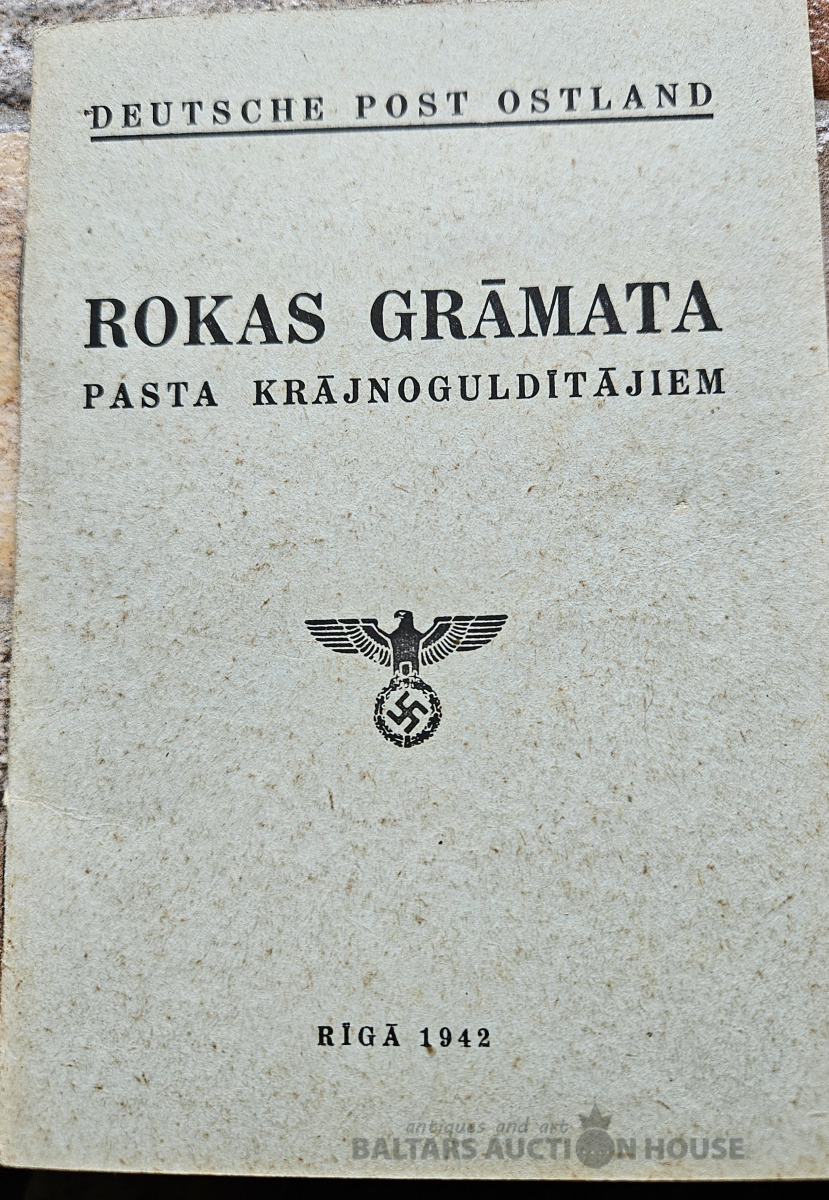 DEUTSCHE POST OSTLAND
ROKAS GRĀMATA
PASTA KRĀJNOGULDĪTĀJIEM
RĪGĀ 1942
antiques and art
BALTARS AUCTION HOUSE